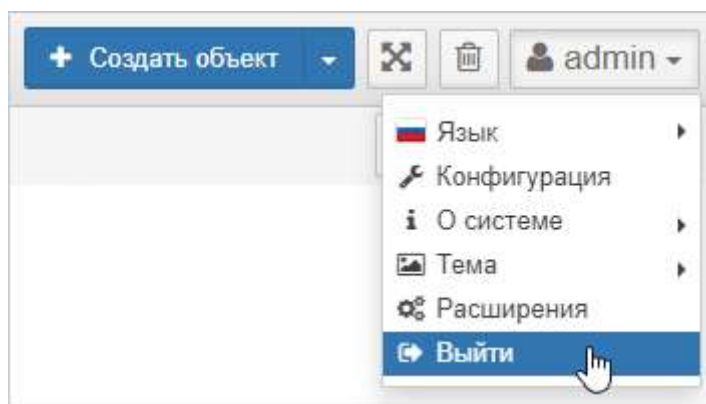 Создать объект
admin
Язык
Конфигурация
О системе
Тема
Расширения
Выйти